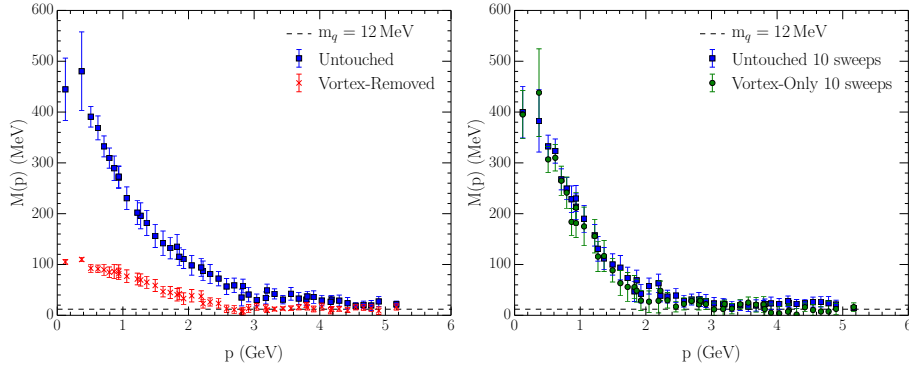 600
500
400
300
200
100
0
M(p) (MeV)
0 1 2 3 4 5 6
p (GeV)
m_q = 12 MeV
Untouched
Vortex-Removed
600
500
400
300
200
100
0
M(p) (MeV)
0 1 2 3 4 5 6
p (GeV)
m_q = 12 MeV
Untouched 10 sweeps
Vortex-Only 10 sweeps